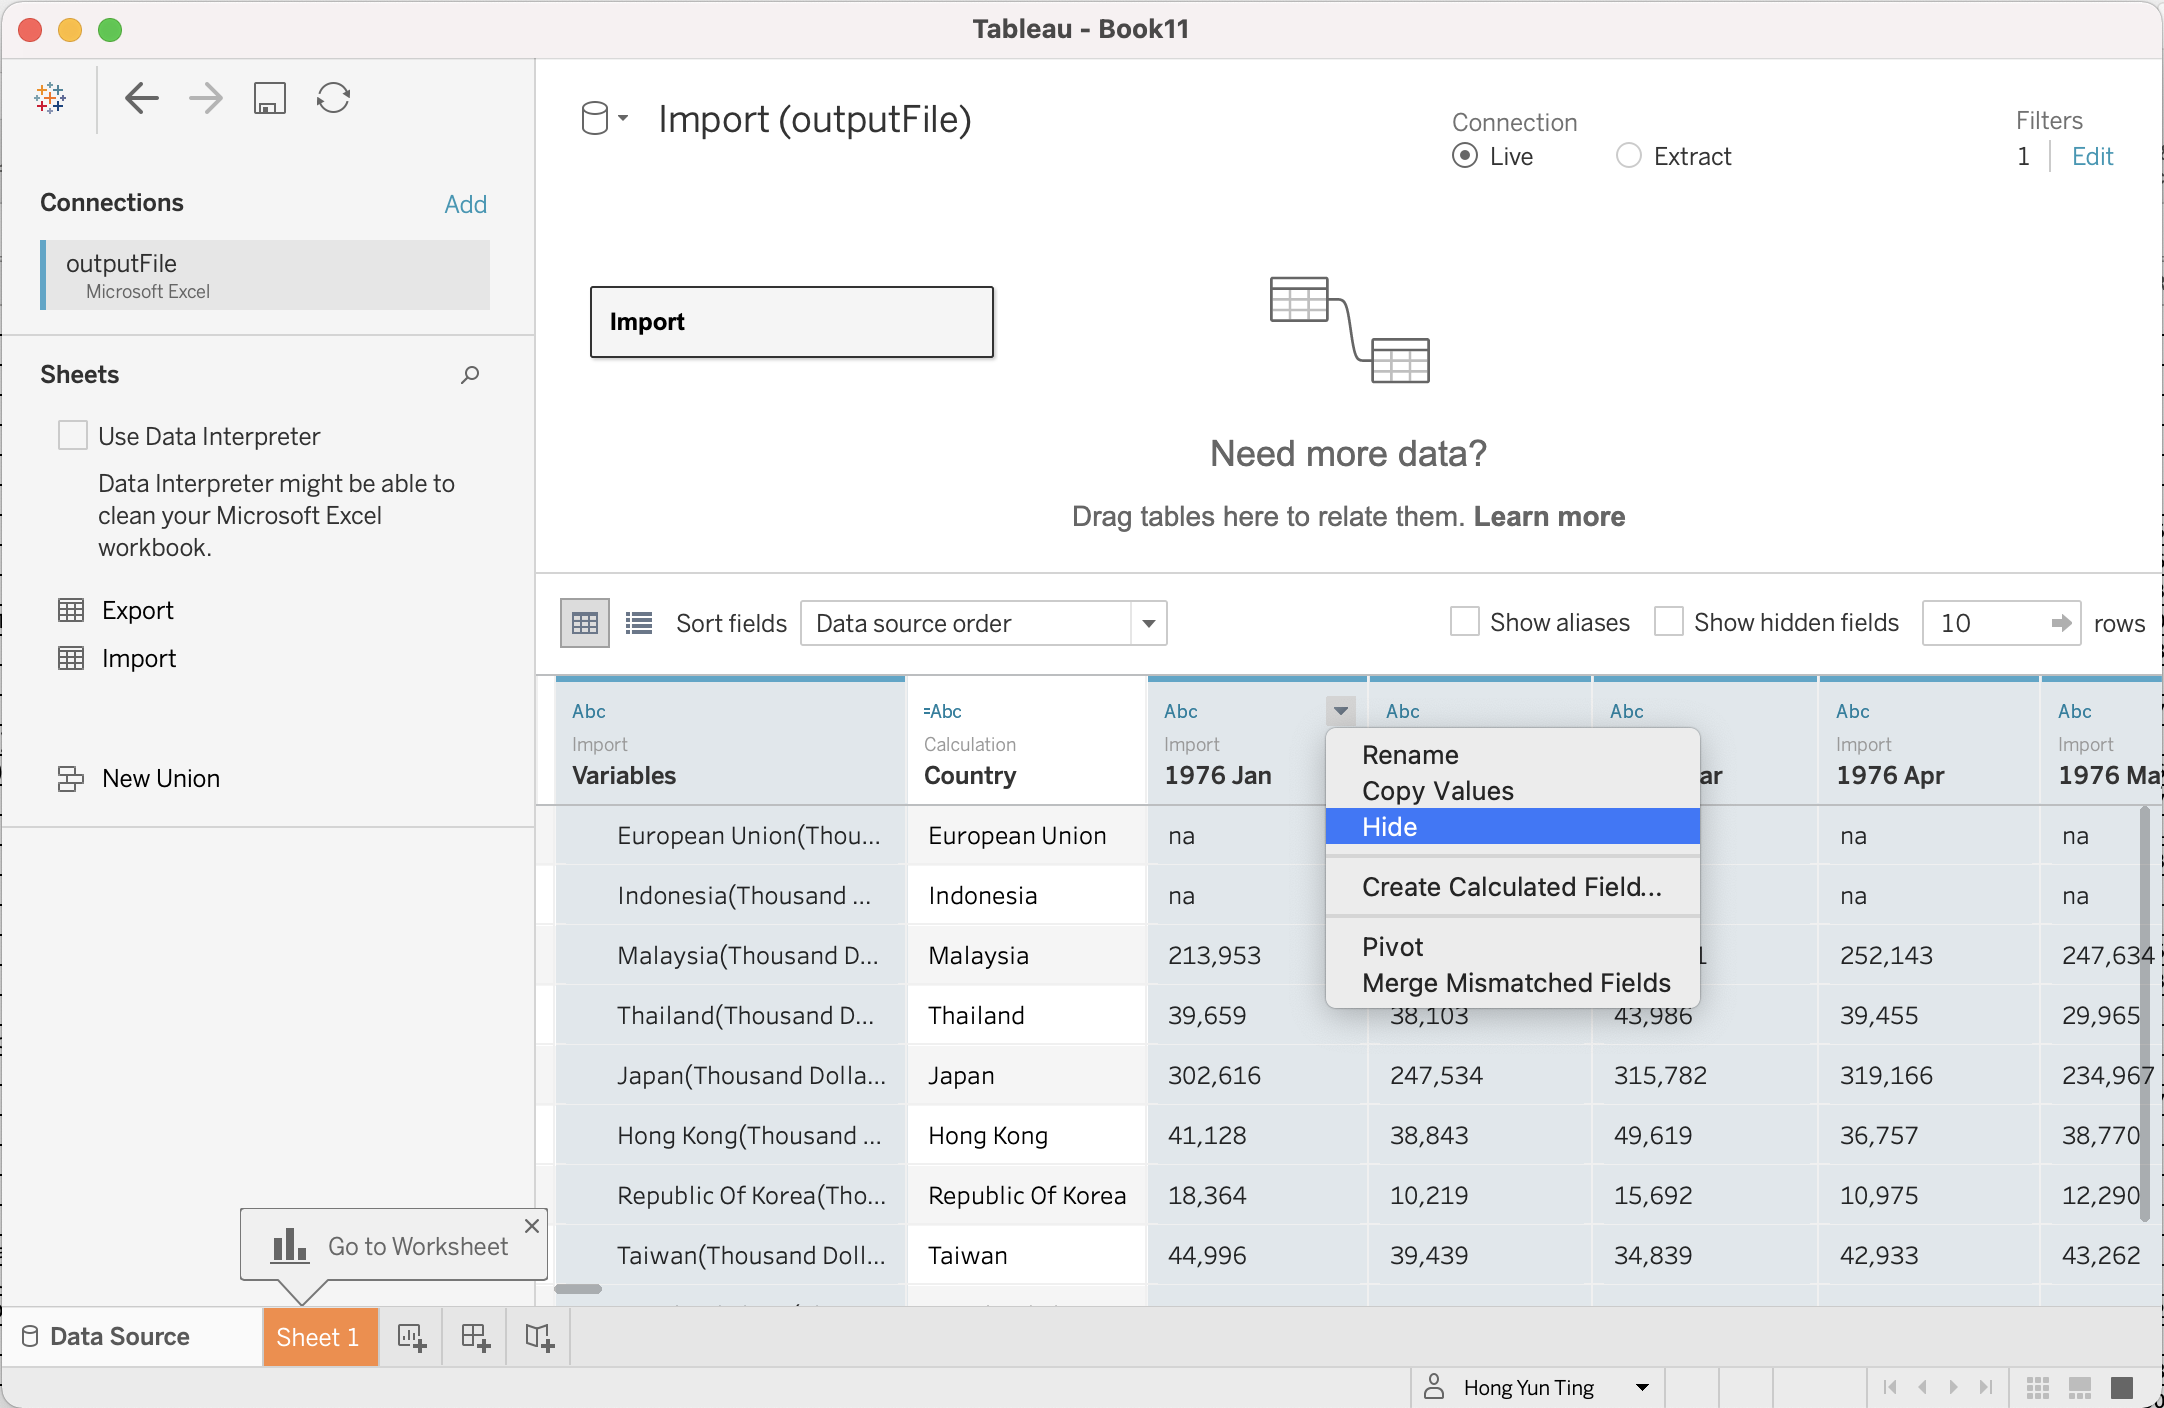 Tableau - Book11
Import (outputFile)
Connection
Live
Extract
Filters
1
Edit
Connections
Add
outputFile
Microsoft Excel
Import
Sheets
Use Data Interpreter
Data Interpreter might be able to
clean your Microsoft Excel
workbook.
Export
Import
New Union
Need more data?
Drag tables here to relate them. Learn more
Sort fields
Data source order
Show aliases
Show hidden fields
10
rows
Abc
=Abc
Abc
Abc
Abc
Abc
Abc
Import
Calculation
Import
Import
Import
Variables
Country
1976 Jan
ar
1976 Apr
1976 Ma
Rename
Copy Values
Hide
Create Calculated Field...
Pivot
Merge Mismatched Fields
European Union(Thou... European Union na na na
Indonesia(Thousand ... Indonesia na na na
Malaysia(Thousand D... Malaysia 213,953 252,143 247,634
Thailand(Thousand D... Thailand 39,659 38,103 43,986 39,455 29,965
Japan(Thousand Dolla... Japan 302,616 247,534 315,782 319,166 234,967
Hong Kong(Thousand ... Hong Kong 41,128 38,843 49,619 36,757 38,770
Republic Of Korea(Tho... Republic Of Korea 18,364 10,219 15,692 10,975 12,290
Taiwan(Thousand Doll... Taiwan 44,996 39,439 34,839 42,933 43,262
Go to Worksheet
Data Source
Sheet 1
Hong Yun Ting